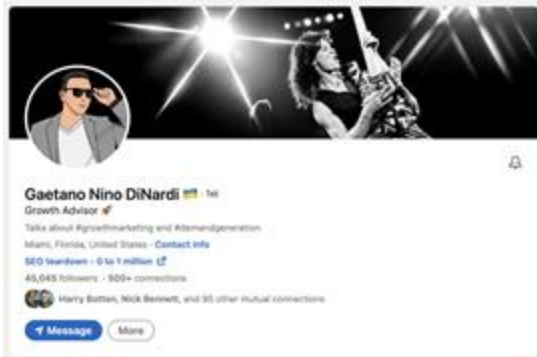 Gaetano Nino DiNardi · 1st
Growth Advisor
Talks about #growthmarketing and #demandgeneration
Miami, Florida, United States · Contact info
SEO teardown - 0 to 1 million
45,045 followers · 500+ connections
Harry Botton, Nick Bennett, and 95 other mutual connections
Message More